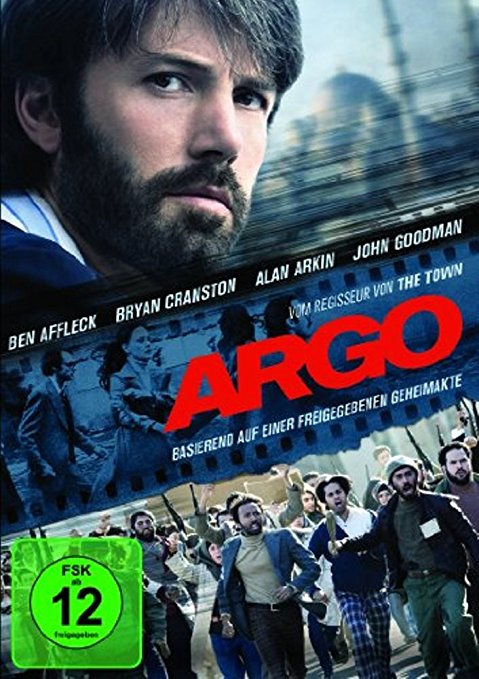 BEN AFFLECK BRYAN CRANSTON ALAN ARKIN JOHN GOODMAN
VOM REGISSEUR VON THE TOWN
ARGO
BASIEREND AUF EINER FREIGEGEBENEN GEHEIMAKTE
FSK
ab
12
freigegeben